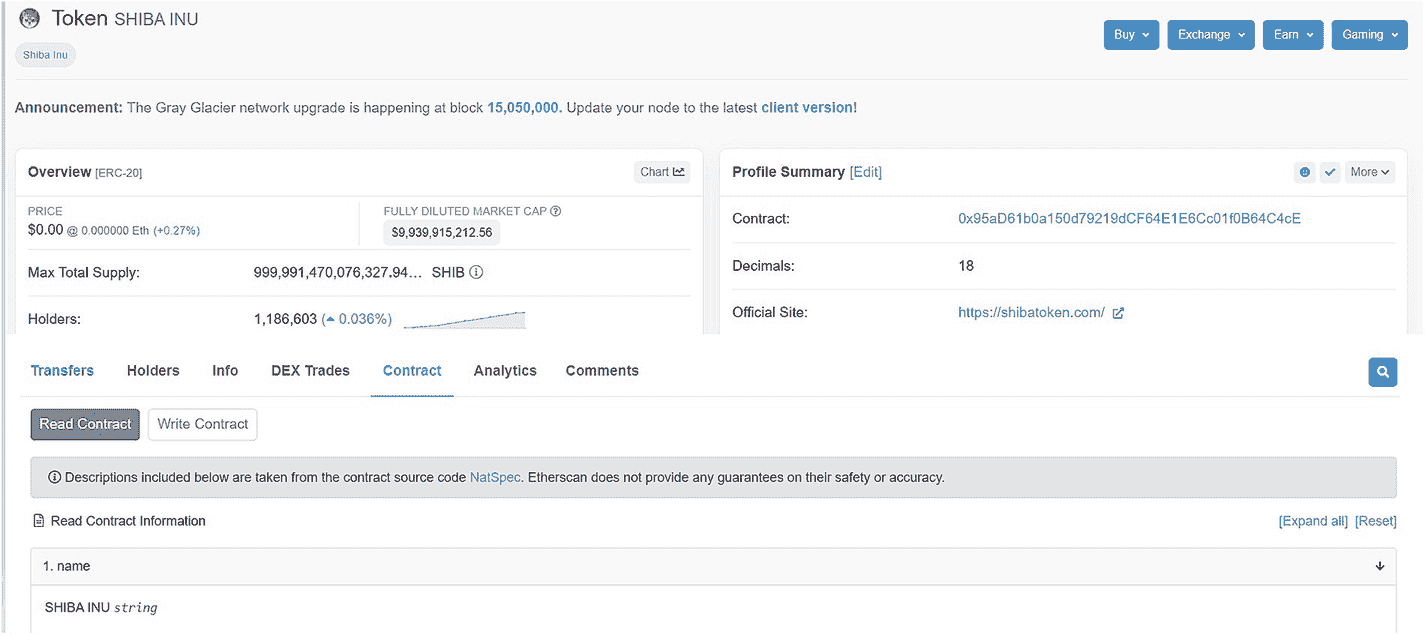 Token SHIBA INU
Buy Exchange Earn Gaming
Shiba Inu
Announcement: The Gray Glacier network upgrade is happening at block 15,050,000. Update your node to the latest client version!
Overview [ERC-20] Chart
PRICE
$0.00 @ 0.000000 Eth (+0.27%)
FULLY DILUTED MARKET CAP
$9,939,915,212.56
Max Total Supply: 999,991,470,076,327.94... SHIB
Holders: 1,186,603 (0.036%)
Profile Summary [Edit] More
Contract: 0x95aD61b0a150d79219dCF64E1E6Cc01f0B64C4cE
Decimals: 18
Official Site: https://shibatoken.com/
Transfers Holders Info DEX Trades Contract Analytics Comments
Read Contract Write Contract
Descriptions included below are taken from the contract source code NatSpec. Etherscan does not provide any guarantees on their safety or accuracy.
Read Contract Information [Expand all] [Reset]
1. name
SHIBA INU string